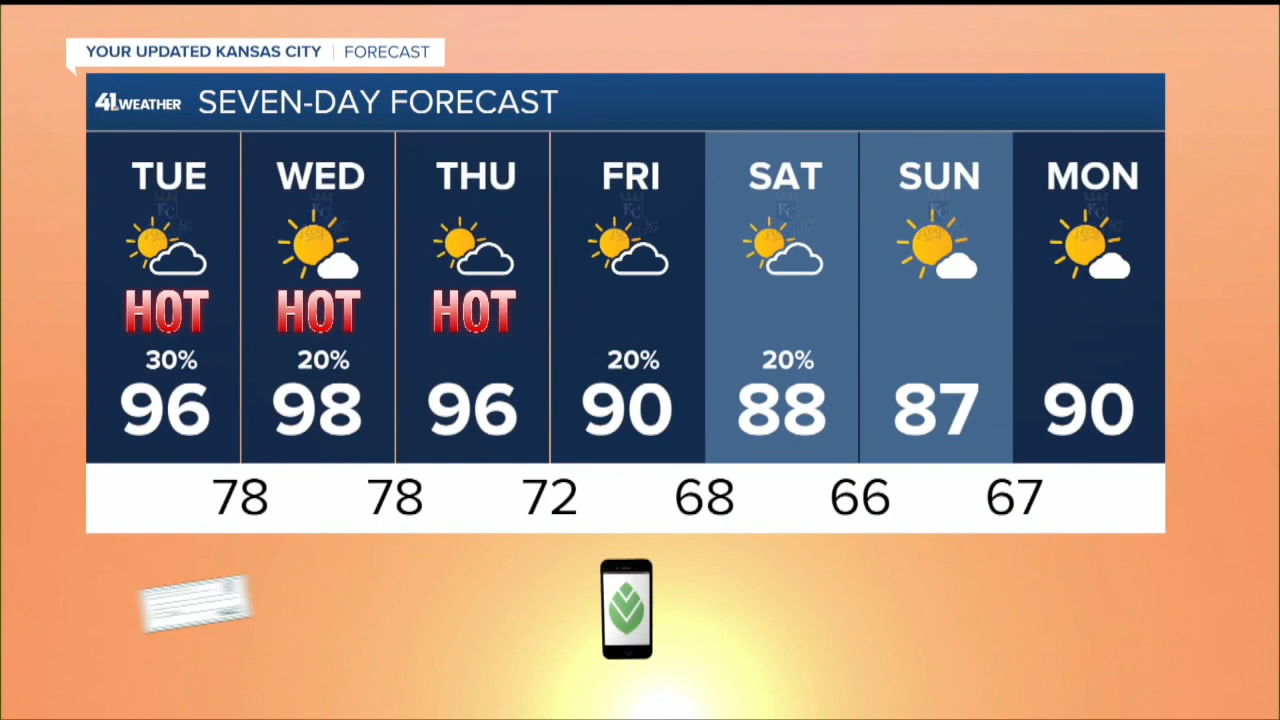 YOUR UPDATED KANSAS CITY | FORECAST
41 WEATHER SEVEN-DAY FORECAST
TUE WED THU FRI SAT SUN MON
HOT HOT HOT
30% 20% 20% 20%
96 98 96 90 88 87 90
78 78 72 68 66 67